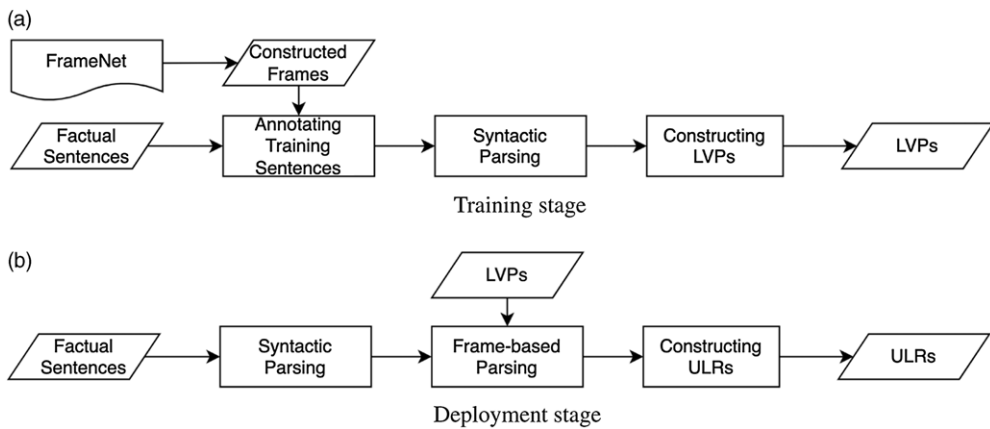 (a)
FrameNet
Constructed
Frames
Factual
Sentences
Annotating
Training
Sentences
Syntactic
Parsing
Constructing
LVPs
LVPs
Training stage
(b)
LVPs
Factual
Sentences
Syntactic
Parsing
Frame-based
Parsing
Constructing
ULRs
ULRs
Deployment stage